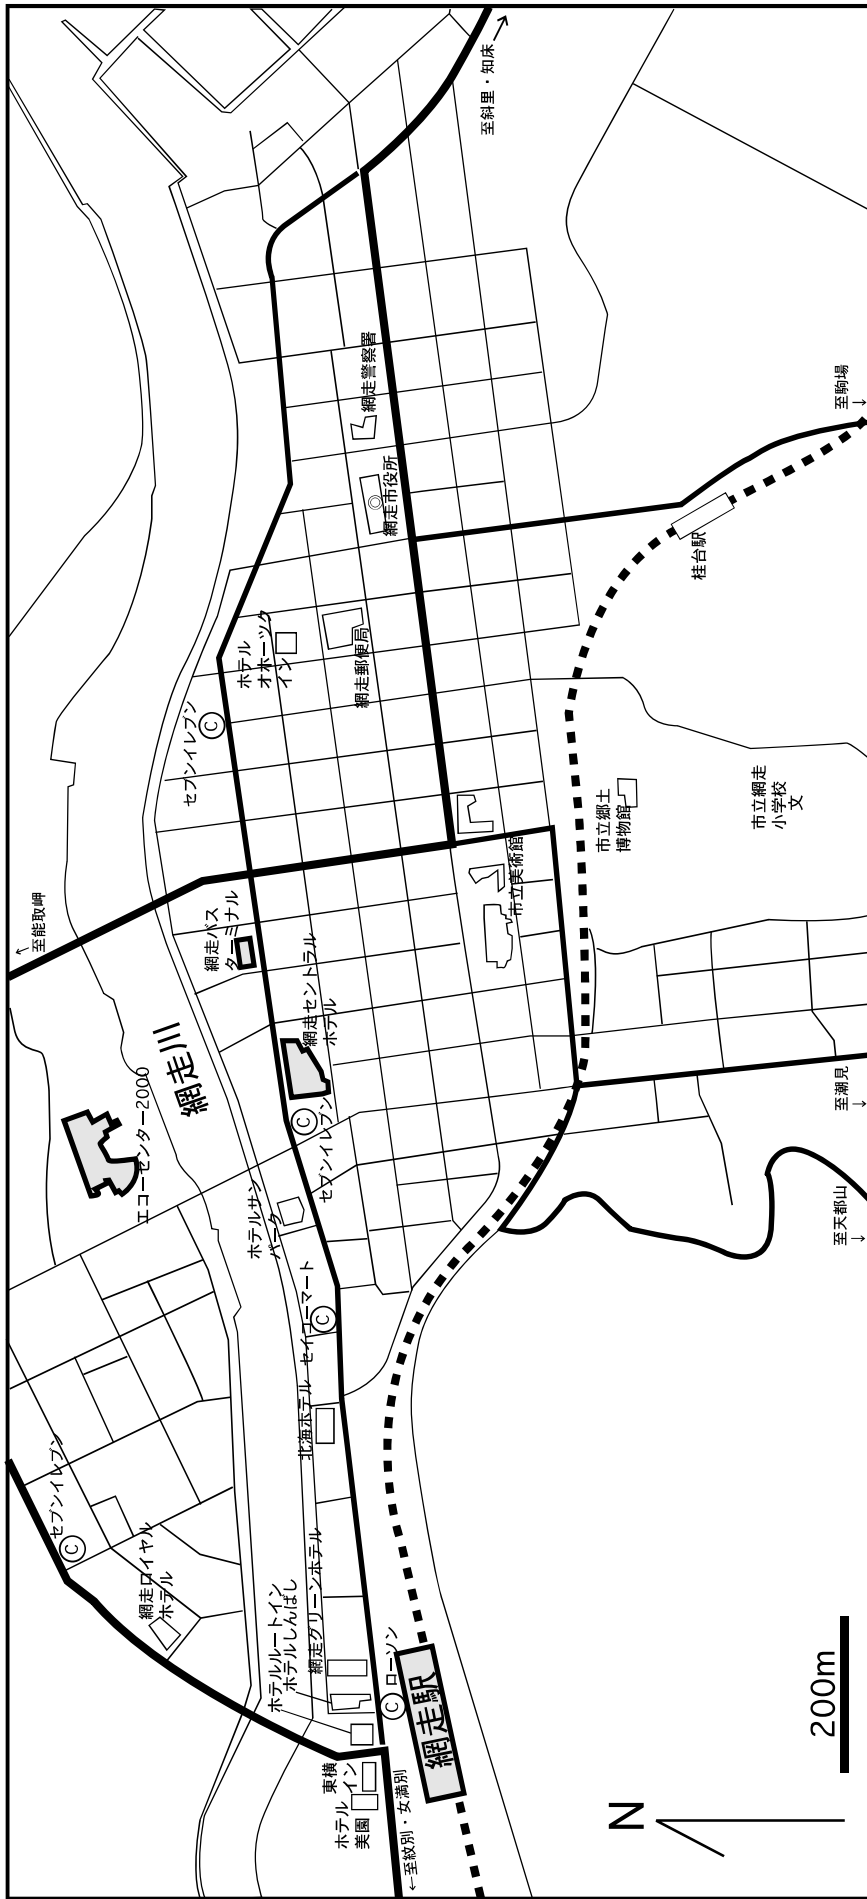 至斜里・知床
→
網走警察署
至駒場
→
網走市役所
桂台駅
ホテル
オホーツク
イン
網走郵便局
セブンイレブン
C
市立郷土
博物館
市立網走
小学校
文
市立美術館
←至能取岬
網走バス
ターミナル
網走川
網走セントラル
ホテル
エコーセンター2000
C
セブンイレブン
至潮見
→
至天都山
→
ホテルサン
パーク
セイコーマート
C
北海ホテル
セブンイレブン
C
網走ロイヤル
ホテル
網走グリーンホテル
ホテルルートイン
ホテルしんばし
C
ローソン
網走駅
200m
東横
イン
ホテル
美園
←至紋別・女満別
N